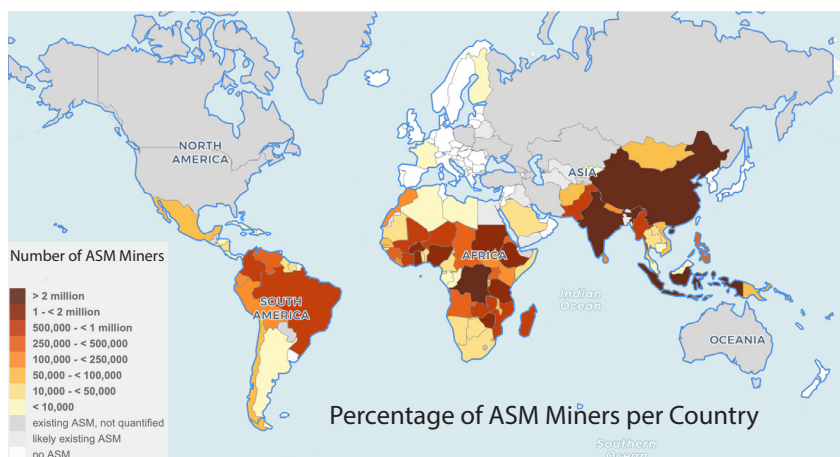 NORTH
AMERICA
ASIA
AFRICA
Number of ASM Miners
> 2 million
1 - < 2 million
500,000 - < 1 million
250,000 - < 500,000
100,000 - < 250,000
50,000 - < 100,000
10,000 - < 50,000
< 10,000
existing ASM, not quantified
likely existing ASM
no ASM
SOUTH
AMERICA
Indian
Ocean
OCEANIA
Percentage of ASM Miners per Country
Southern
Ocean